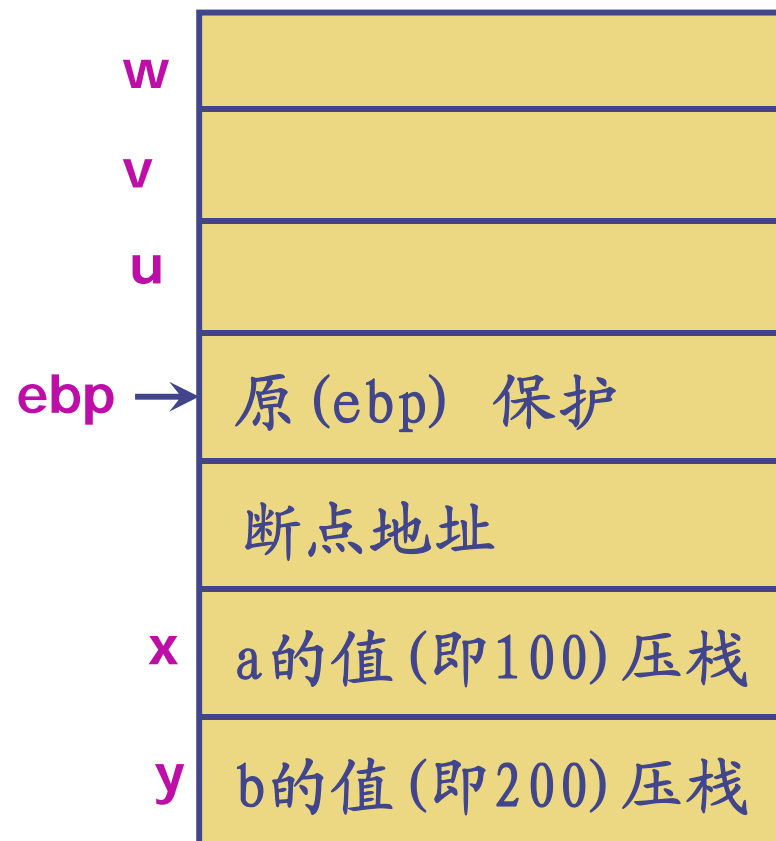 w
v
u
ebp 原(ebp) 保护
断点地址
x a的值(即100)压栈
y b的值(即200)压栈